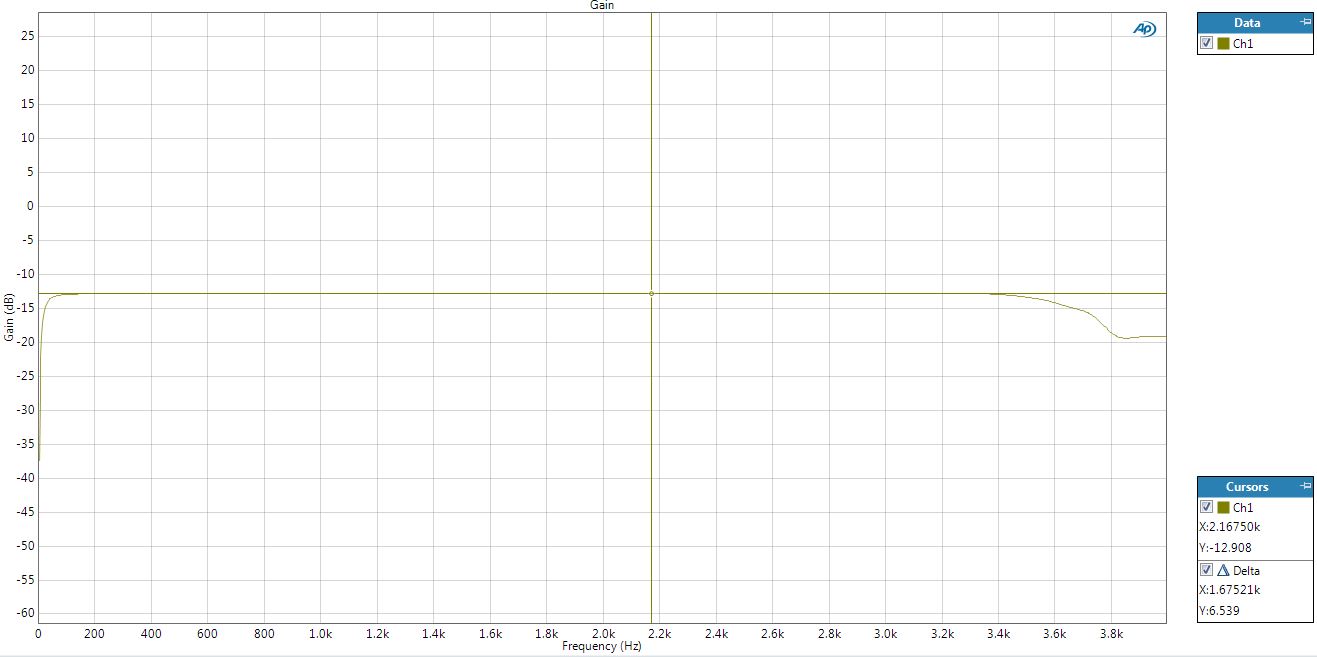 Gain
25
20
15
10
5
0
-5
-10
-15
-20
-25
-30
-35
-40
-45
-50
-55
-60
Gain (dB)
0 200 400 600 800 1.0k 1.2k 1.4k 1.6k 1.8k 2.0k 2.2k 2.4k 2.6k 2.8k 3.0k 3.2k 3.4k 3.6k 3.8k
Frequency (Hz)
AP
Data
Ch1
Cursors
Ch1
X:2.16750k
Y:-12.908
Delta
X:1.67521k
Y:6.539